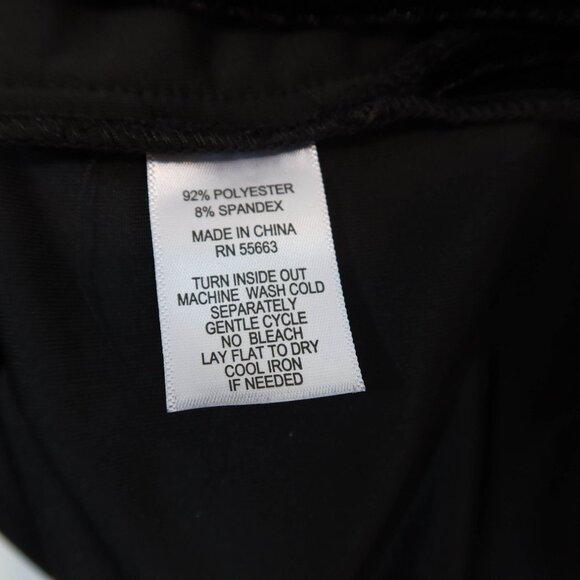 92% POLYESTER
8% SPANDEX
MADE IN CHINA
RN 55663
TURN INSIDE OUT
MACHINE WASH COLD
SEPARATELY
GENTLE CYCLE
NO BLEACH
LAY FLAT TO DRY
COOL IRON
IF NEEDED